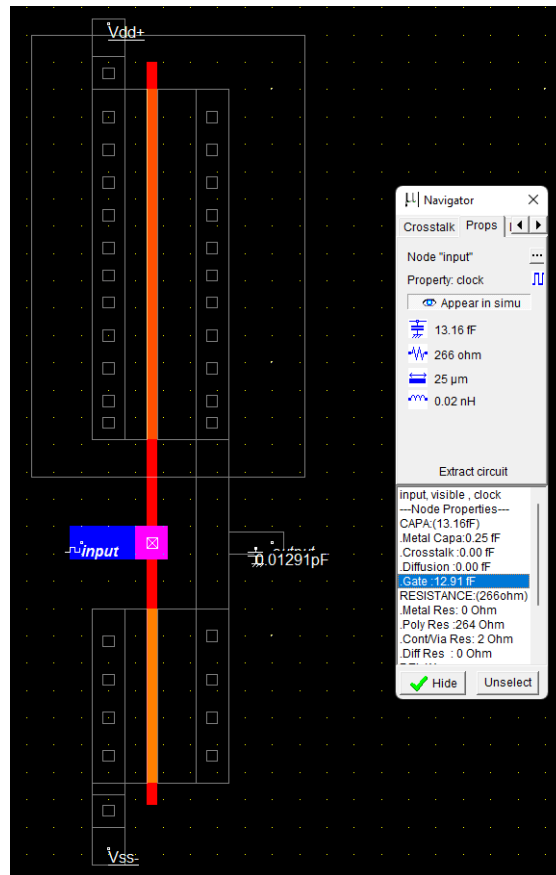 Vdd+
Navigator
Crosstalk Props
Node "input" ...
Property: clock
Appear in simu
13.16 fF
266 ohm
25 µm
0.02 nH
Extract circuit
input, visible , clock
---Node Properties---
CAPA:(13.16fF)
.Metal Capa:0.25 fF
.Crosstalk :0.00 fF
.Diffusion :0.00 fF
.Gate :12.91 fF
RESISTANCE:(266ohm)
.Metal Res: 0 Ohm
.Poly Res :264 Ohm
.Cont/Via Res: 2 Ohm
.Diff Res : 0 Ohm
Hide Unselect
input
0.01291pF
Vss-